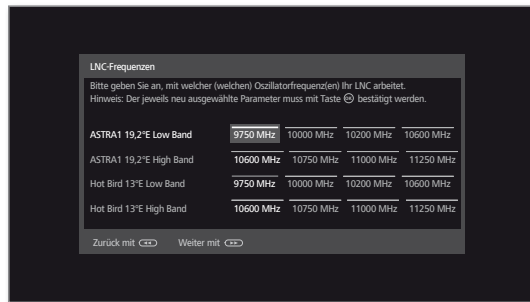 LNC-Frequenzen
Bitte geben Sie an, mit welcher (welchen) Oszillatorfrequenz(en) Ihr LNC arbeitet.
Hinweis: Der jeweils neu ausgewählte Parameter muss mit Taste OK bestätigt werden.
ASTRA1 19,2°E Low Band 9750 MHz 10000 MHz 10200 MHz 10600 MHz
ASTRA1 19,2°E High Band 10600 MHz 10750 MHz 11000 MHz 11250 MHz
Hot Bird 13°E Low Band 9750 MHz 10000 MHz 10200 MHz 10600 MHz
Hot Bird 13°E High Band 10600 MHz 10750 MHz 11000 MHz 11250 MHz
Zurück mit Weiter mit